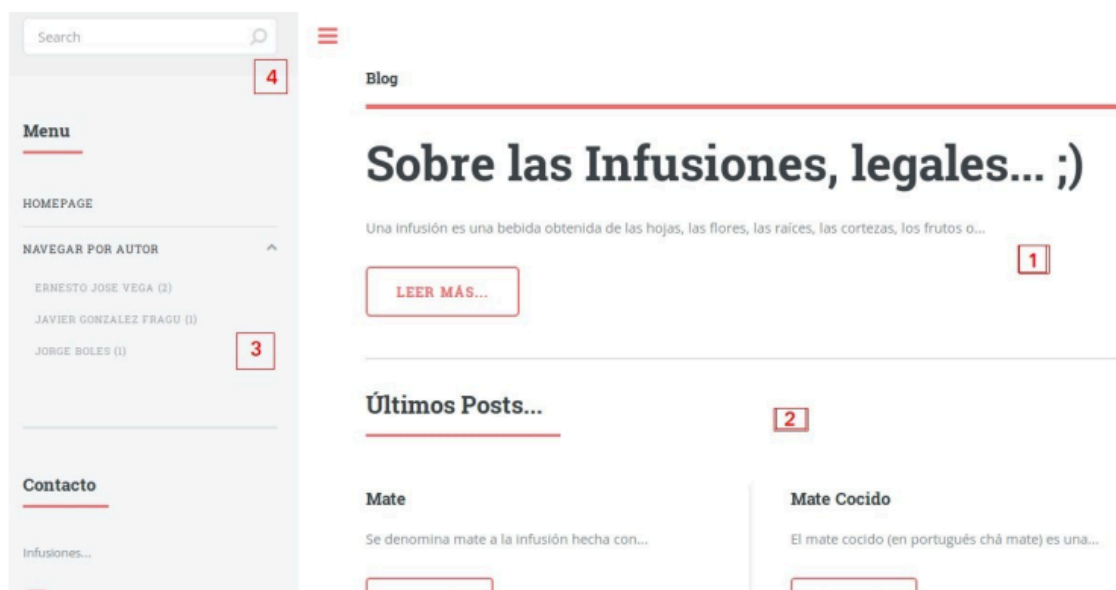 Search
4
Menu
HOMEPAGE
NAVEGAR POR AUTOR
ERNESTO JOSE VEGA (2)
JAVIER GONZALEZ FRAGU (1)
JORGE BOLES (1)
3
Contacto
Infusiones...
Blog
Sobre las Infusiones, legales... ;)
Una infusión es una bebida obtenida de las hojas, las flores, las raíces, las cortezas, los frutos o...
1
LEER MÁS...
Últimos Posts...
2
Mate
Se denomina mate a la infusión hecha con...
Mate Cocido
El mate cocido (en portugués chá mate) es una...